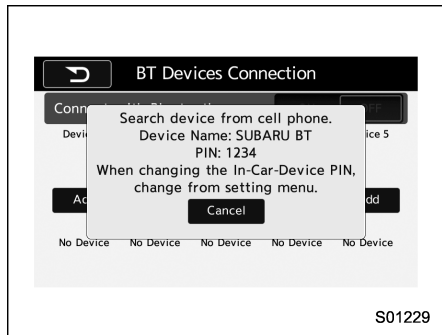 BT Devices Connection
Search device from cell phone.
Device Name: SUBARU BT
PIN: 1234
When changing the In-Car-Device PIN,
change from setting menu.
Cancel
No Device No Device No Device No Device No Device
S01229